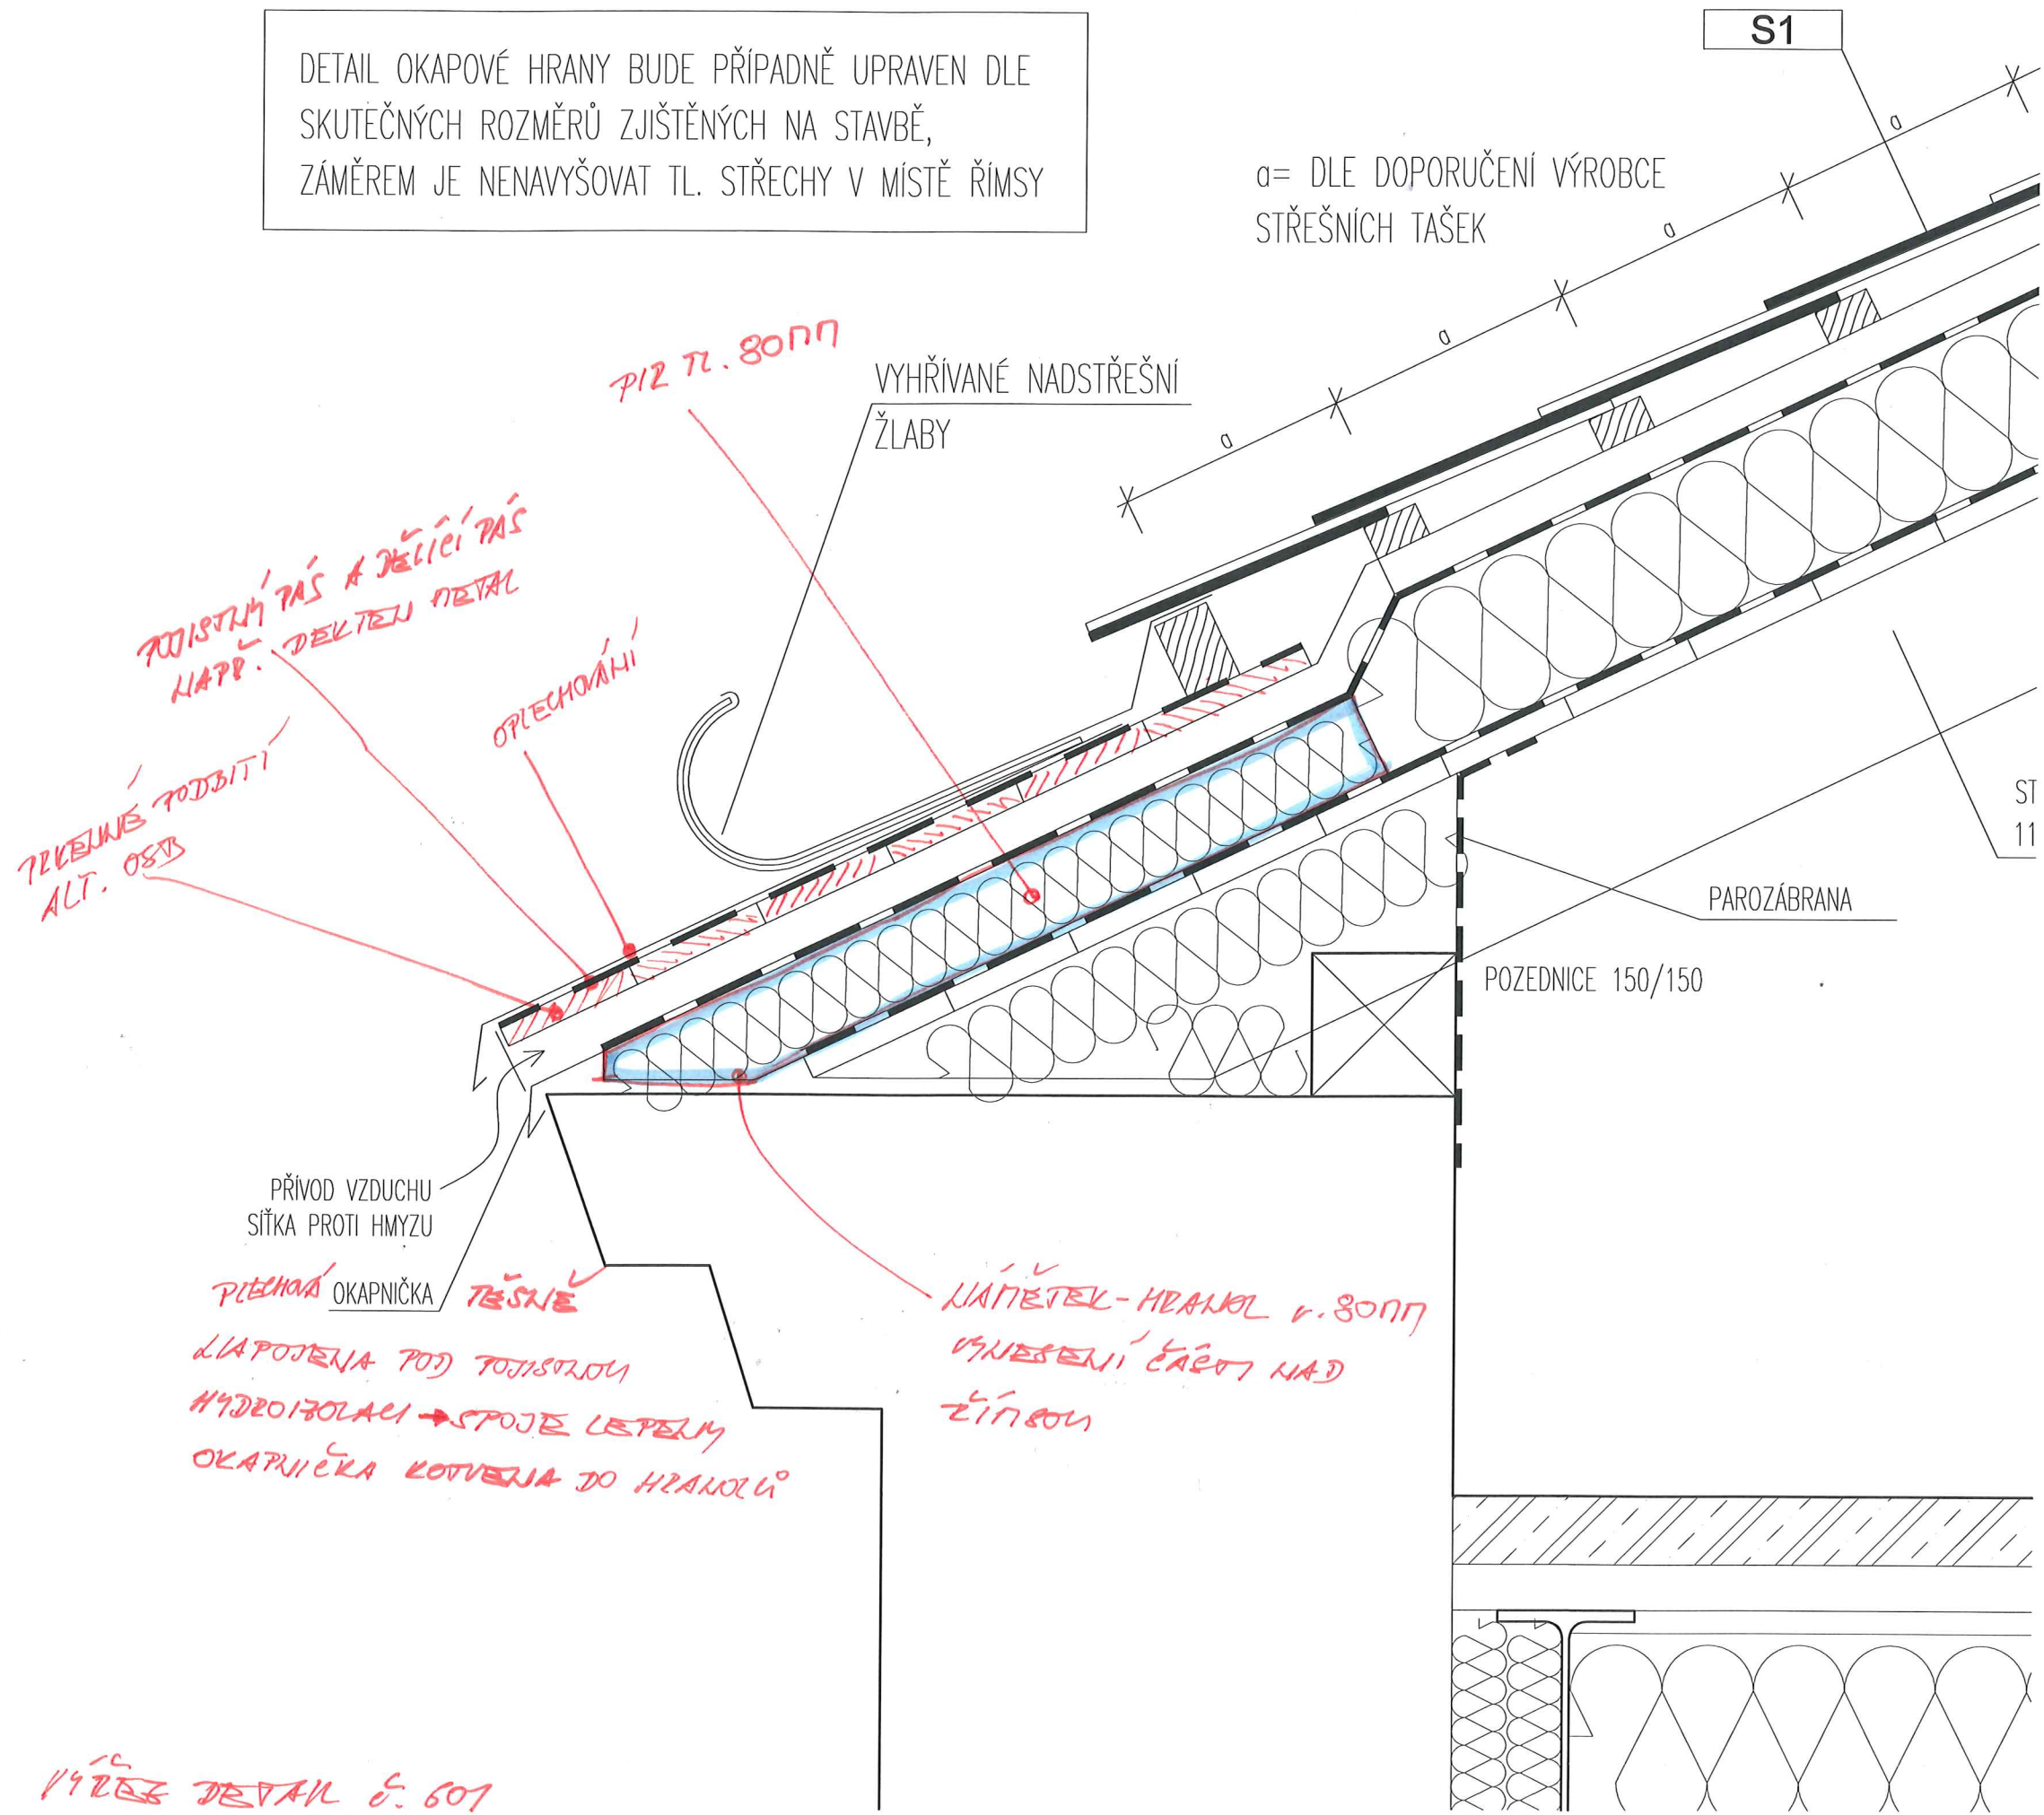 DETAIL OKAPOVÉ HRANY BUDE PŘÍPADNĚ UPRAVEN DLE
SKUTEČNÝCH ROZMĚRŮ ZJIŠTĚNÝCH NA STAVBĚ,
ZÁMĚREM JE NENAVYŠOVAT TL. STŘECHY V MÍSTĚ ŘÍMSY
S1
a= DLE DOPORUČENÍ VÝROBCE
STŘEŠNÍCH TAŠEK
a
a
a
a
PIR TL. 80MM
VYHŘÍVANÉ NADSTŘEŠNÍ
ŽLABY
POJISTNÝ PÁS A DĚLÍCÍ PÁS
NAPŘ. DEKTEN METAL
OPLECHOVÁNÍ
PRKENNÉ PODBITÍ
ALT. OSB
ST
11
PAROZÁBRANA
POZEDNICE 150/150
PŘÍVOD VZDUCHU
SÍŤKA PROTI HMYZU
PLECHOVÁ OKAPNIČKA TĚSNĚ
NAPOJENA POD POJISTNOU
HYDROIZOLACI → SPOJE LEPENY
OKAPNIČKA KOTVENA DO HRANOLŮ
NÁMĚTEK - HRANOL v. 80MM
VYNESENÍ ČÁSTI NAD
ŘÍMSOU
VÝŘEZ DETAIL č. 601